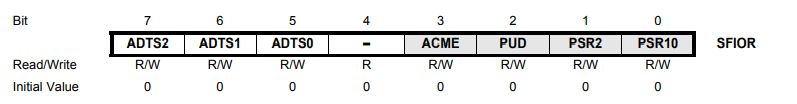 Bit 7 6 5 4 3 2 1 0
ADTS2 ADTS1 ADTS0 – ACME PUD PSR2 PSR10 SFIOR
Read/Write R/W R/W R/W R R/W R/W R/W R/W
Initial Value 0 0 0 0 0 0 0 0